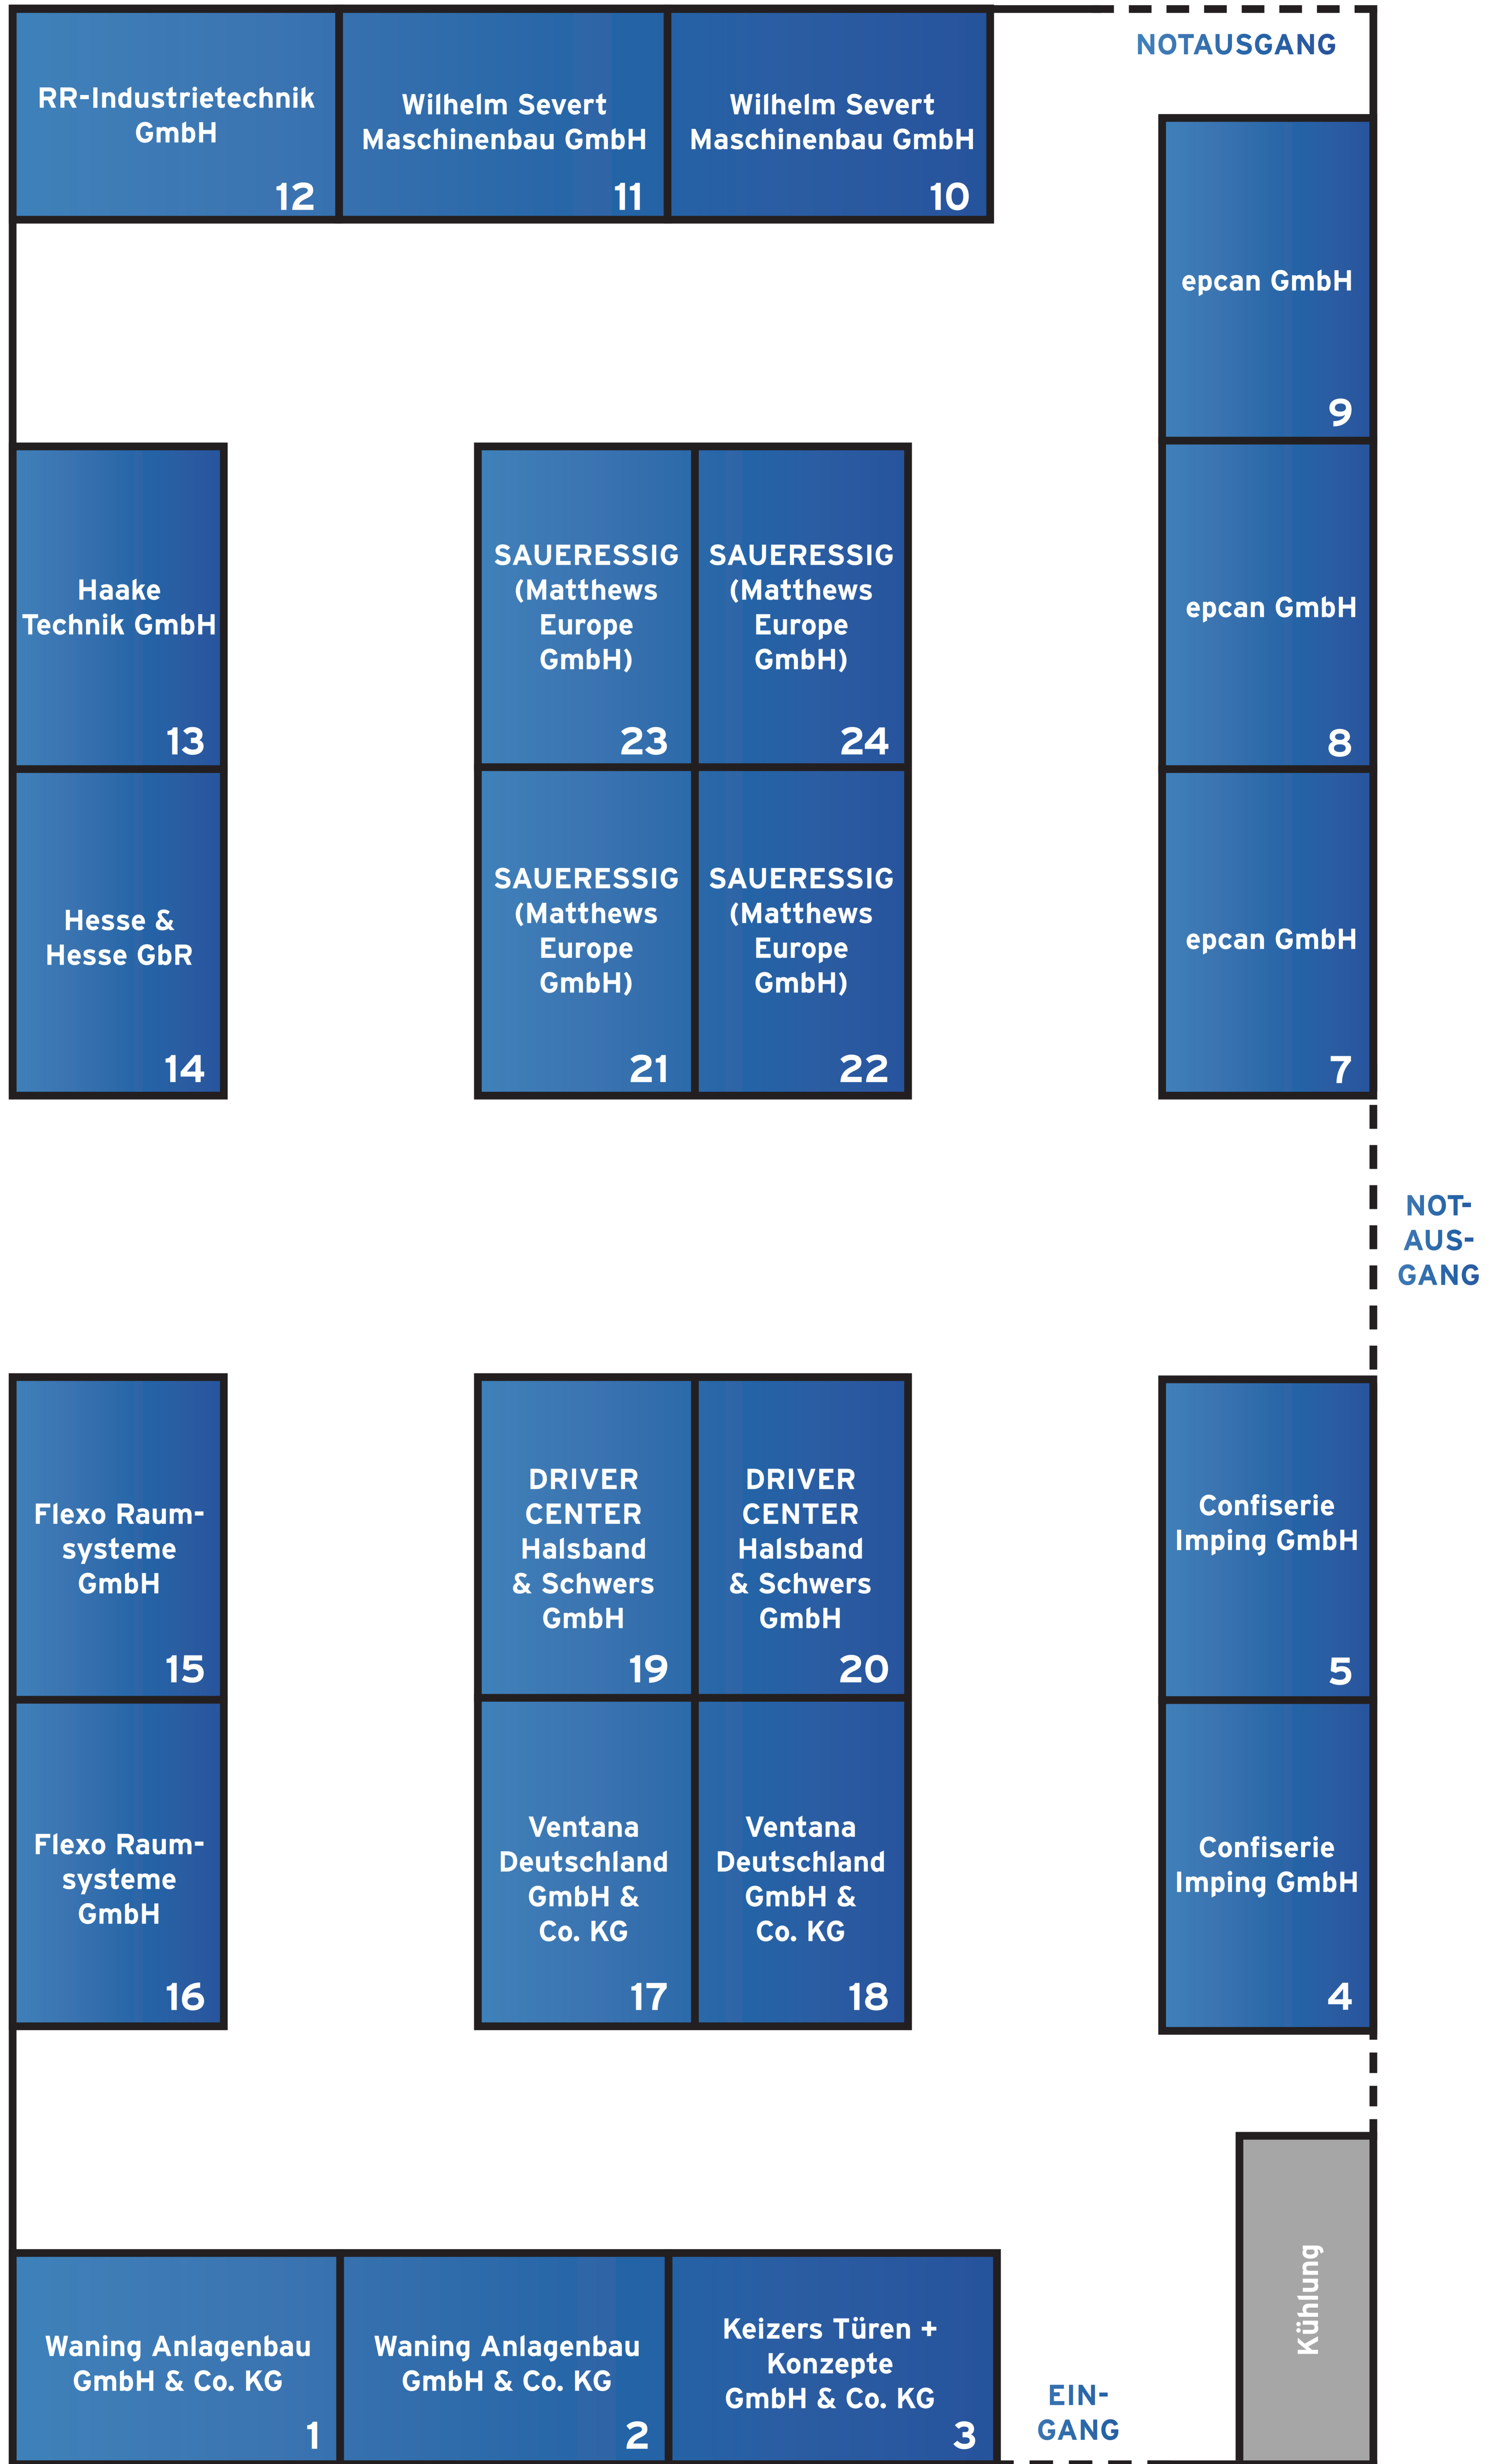 NOTAUSGANG
RR-Industrietechnik
GmbH
12
Wilhelm Severt
Maschinenbau GmbH
11
Wilhelm Severt
Maschinenbau GmbH
10
epcan GmbH
9
Haake
Technik GmbH
13
SAUERESSIG
(Matthews
Europe
GmbH)
23
SAUERESSIG
(Matthews
Europe
GmbH)
24
epcan GmbH
8
Hesse &
Hesse GbR
14
SAUERESSIG
(Matthews
Europe
GmbH)
21
SAUERESSIG
(Matthews
Europe
GmbH)
22
epcan GmbH
7
NOT-
AUS-
GANG
Flexo Raum-
systeme
GmbH
15
DRIVER
CENTER
Halsband
& Schwers
GmbH
19
DRIVER
CENTER
Halsband
& Schwers
GmbH
20
Confiserie
Imping GmbH
5
Flexo Raum-
systeme
GmbH
16
Ventana
Deutschland
GmbH &
Co. KG
17
Ventana
Deutschland
GmbH &
Co. KG
18
Confiserie
Imping GmbH
4
Waning Anlagenbau
GmbH & Co. KG
1
Waning Anlagenbau
GmbH & Co. KG
2
Keizers Türen +
Konzepte
GmbH & Co. KG
3
EIN-
GANG
Kühlung